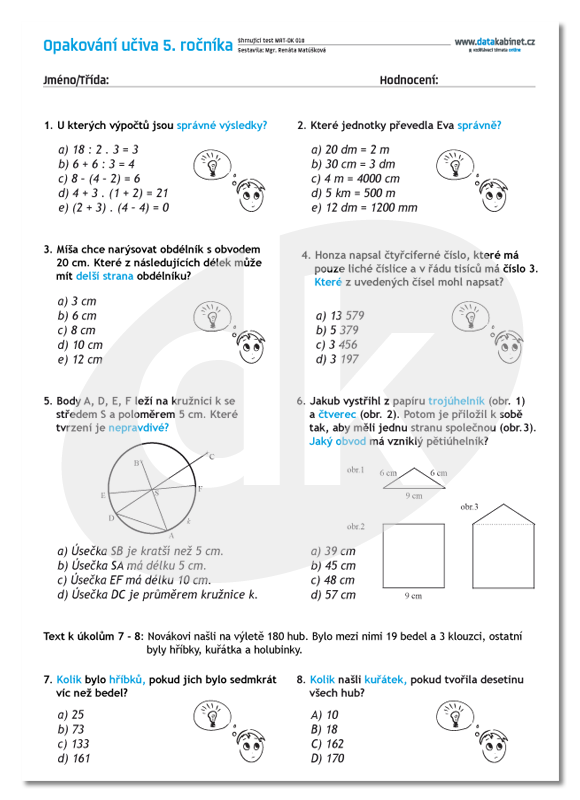 Opakování učiva 5. ročníka
Shrnující test MAT-OK 018
Sestavila: Mgr. Renáta Matúšková
www.datakabinet.cz
vzdělávací témata online
Jméno/Třída: Hodnocení:
1. U kterých výpočtů jsou správné výsledky?
a) 18 : 2 . 3 = 3
b) 6 + 6 : 3 = 4
c) 8 - (4 - 2) = 6
d) 4 + 3 . (1 + 2) = 21
e) (2 + 3) . (4 - 4) = 0
2. Které jednotky převedla Eva správně?
a) 20 dm = 2 m
b) 30 cm = 3 dm
c) 4 m = 4000 cm
d) 5 km = 500 m
e) 12 dm = 1200 mm
3. Míša chce narýsovat obdélník s obvodem
20 cm. Které z následujících délek může
mít delší strana obdélníku?
a) 3 cm
b) 6 cm
c) 8 cm
d) 10 cm
e) 12 cm
4. Honza napsal čtyřciferné číslo, které má
pouze liché číslice a v řádu tisíců má číslo 3.
Které z uvedených čísel mohl napsat?
a) 13 579
b) 5 379
c) 3 456
d) 3 197
5. Body A, D, E, F leží na kružnici k se
středem S a poloměrem 5 cm. Které
tvrzení je nepravdivé?
B
C
E
S
F
D
k
A
a) Úsečka SB je kratší než 5 cm.
b) Úsečka SA má délku 5 cm.
c) Úsečka EF má délku 10 cm.
d) Úsečka DC je průměrem kružnice k.
6. Jakub vystřihl z papíru trojúhelník (obr. 1)
a čtverec (obr. 2). Potom je přiložil k sobě
tak, aby měli jednu stranu společnou (obr.3).
Jaký obvod má vzniklý pětiúhelník?
obr.1
6 cm
6 cm
9 cm
obr.3
obr.2
9 cm
a) 39 cm
b) 45 cm
c) 48 cm
d) 57 cm
Text k úkolům 7 - 8: Novákovi našli na výletě 180 hub. Bylo mezi nimi 19 bedel a 3 klouzci, ostatní
byly hříbky, kuřátka a holubinky.
7. Kolik bylo hříbků, pokud jich bylo sedmkrát
víc než bedel?
a) 25
b) 73
c) 133
d) 161
8. Kolik našli kuřátek, pokud tvořila desetinu
všech hub?
A) 10
B) 18
C) 162
D) 170
dk